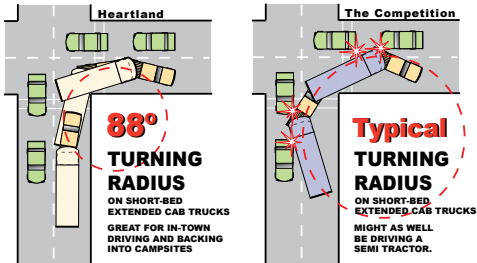 Heartland
88º
TURNING
RADIUS
ON SHORT-BED
EXTENDED CAB TRUCKS
GREAT FOR IN-TOWN
DRIVING AND BACKING
INTO CAMPSITES
The Competition
Typical
TURNING
RADIUS
ON SHORT-BED
EXTENDED CAB TRUCKS
MIGHT AS WELL
BE DRIVING A
SEMI TRACTOR.